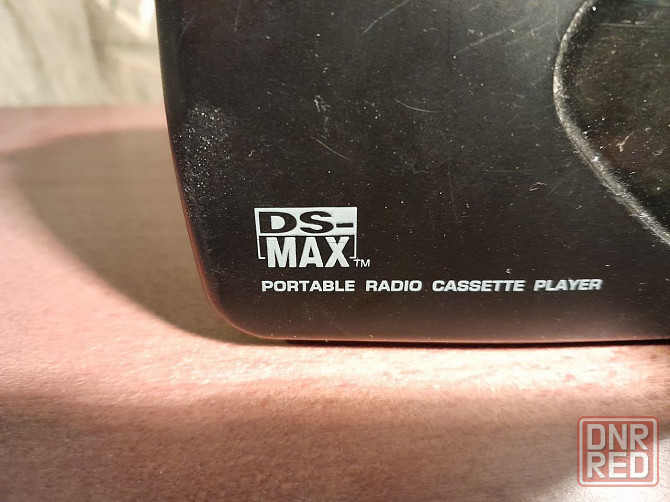 DS-
MAX™
PORTABLE RADIO CASSETTE PLAYER
DNR
RED